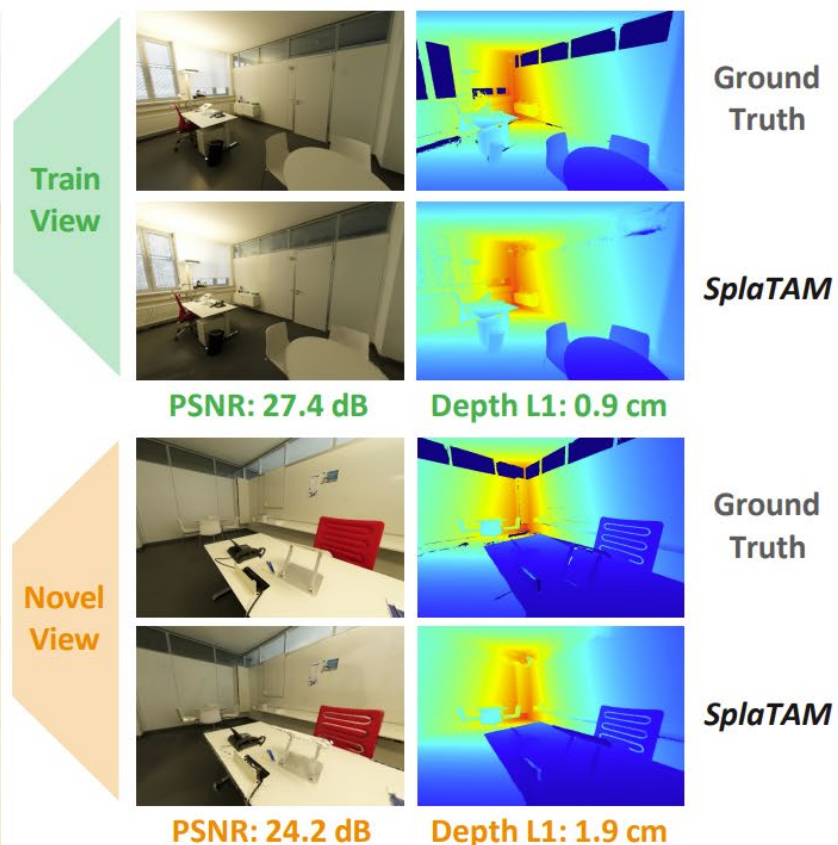 Train
View
Ground
Truth
SplaTAM
PSNR: 27.4 dB
Depth L1: 0.9 cm
Novel
View
Ground
Truth
SplaTAM
PSNR: 24.2 dB
Depth L1: 1.9 cm